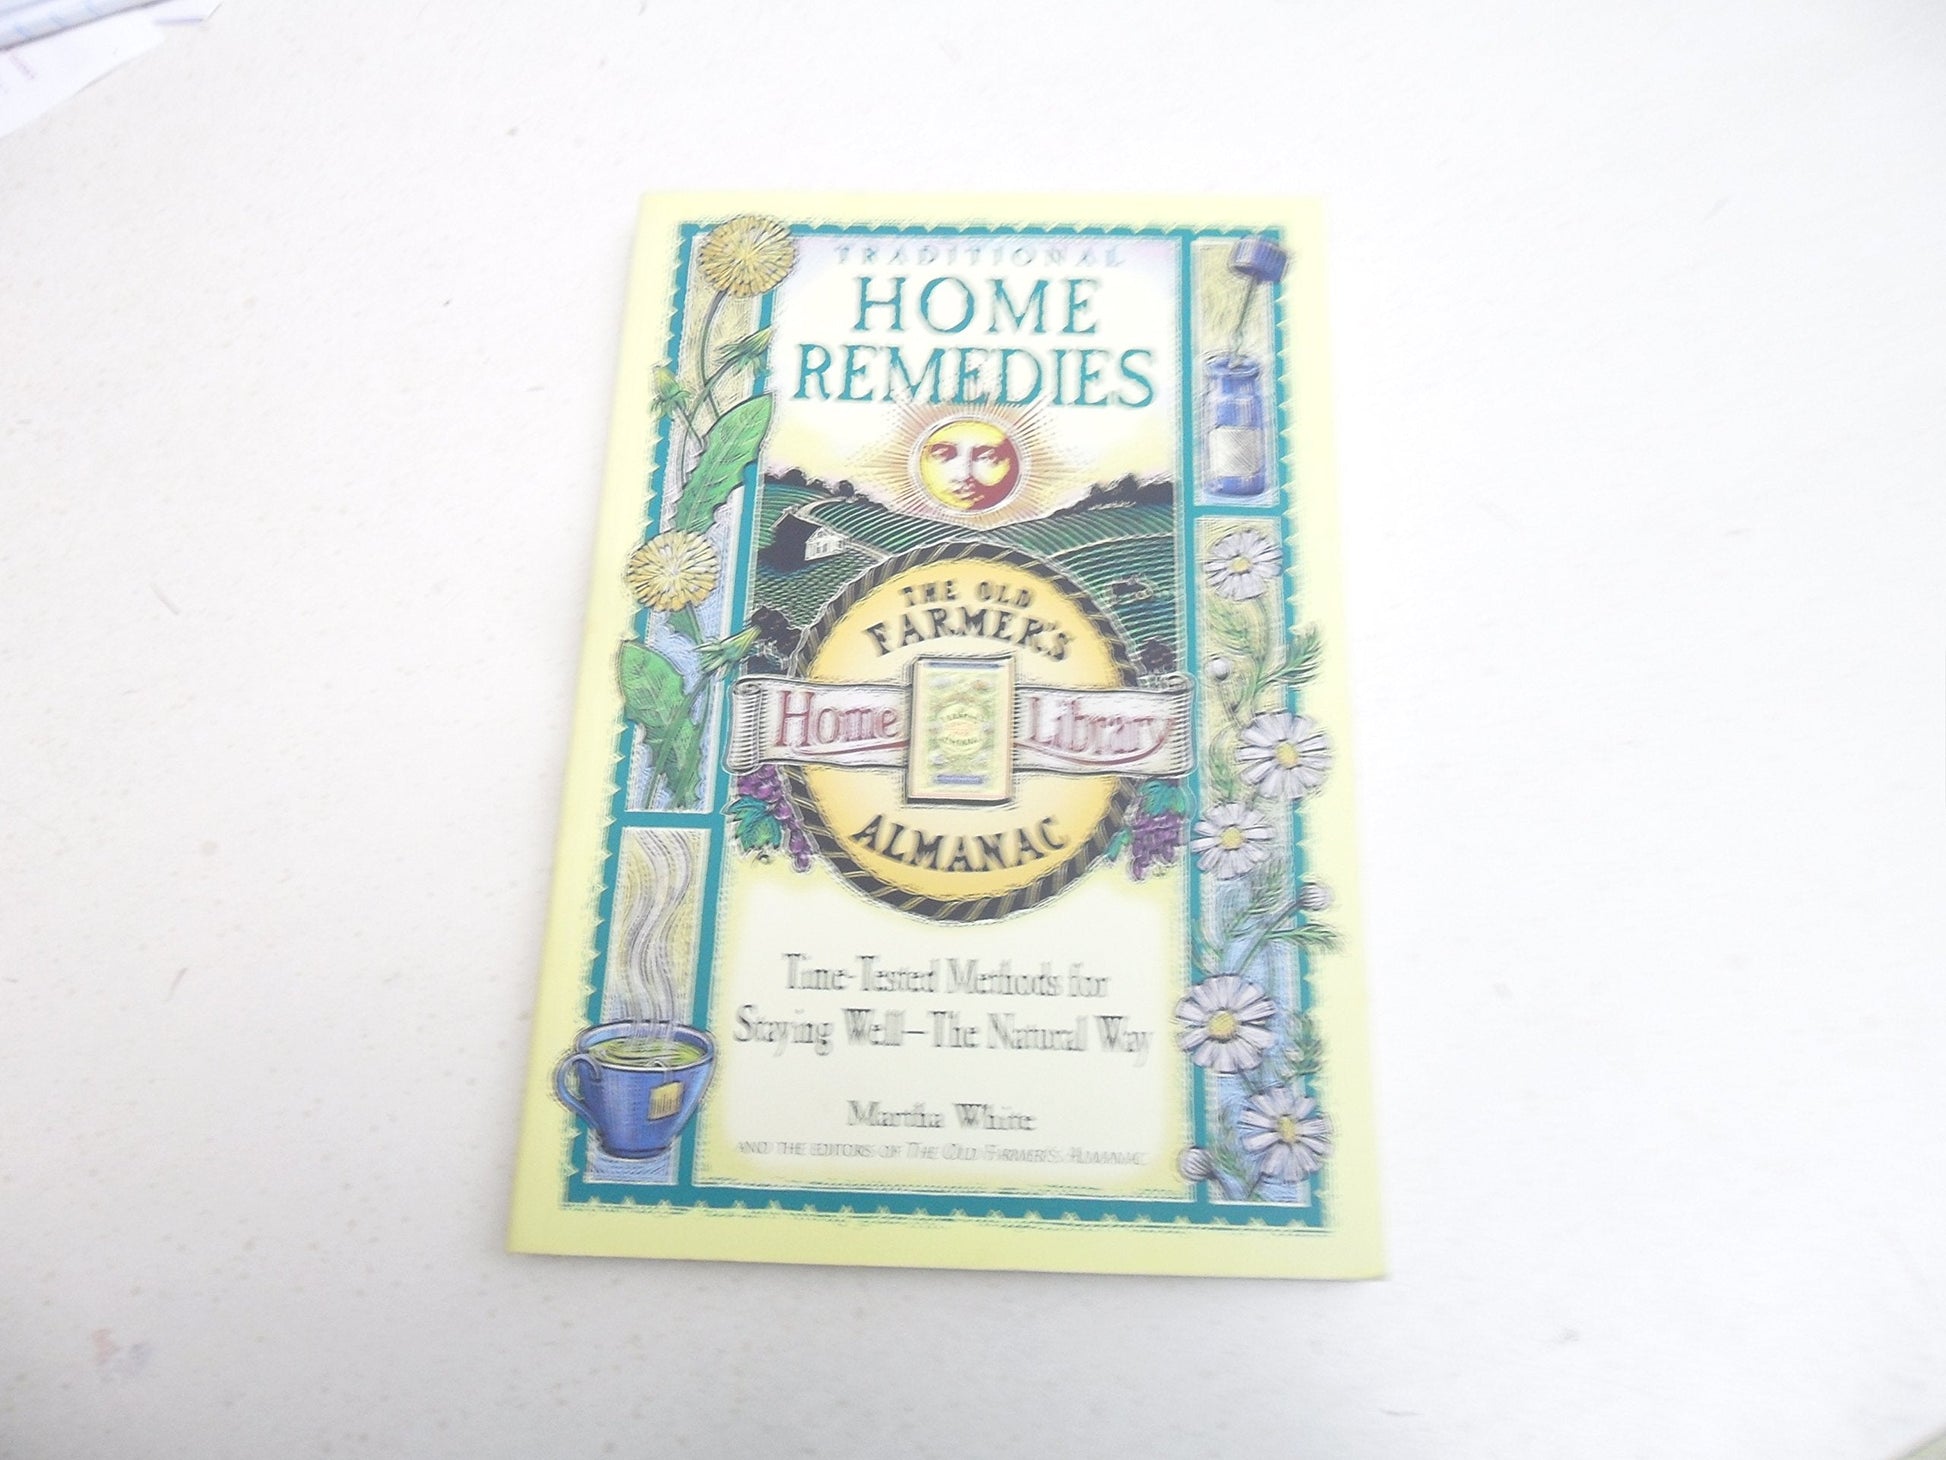 TRADITIONAL
HOME
REMEDIES
THE OLD
FARMER'S
Home Library
ALMANAC
Time-Tested Methods for
Staying Well—The Natural Way
Martha White
AND THE EDITORS OF THE OLD FARMER'S ALMANAC